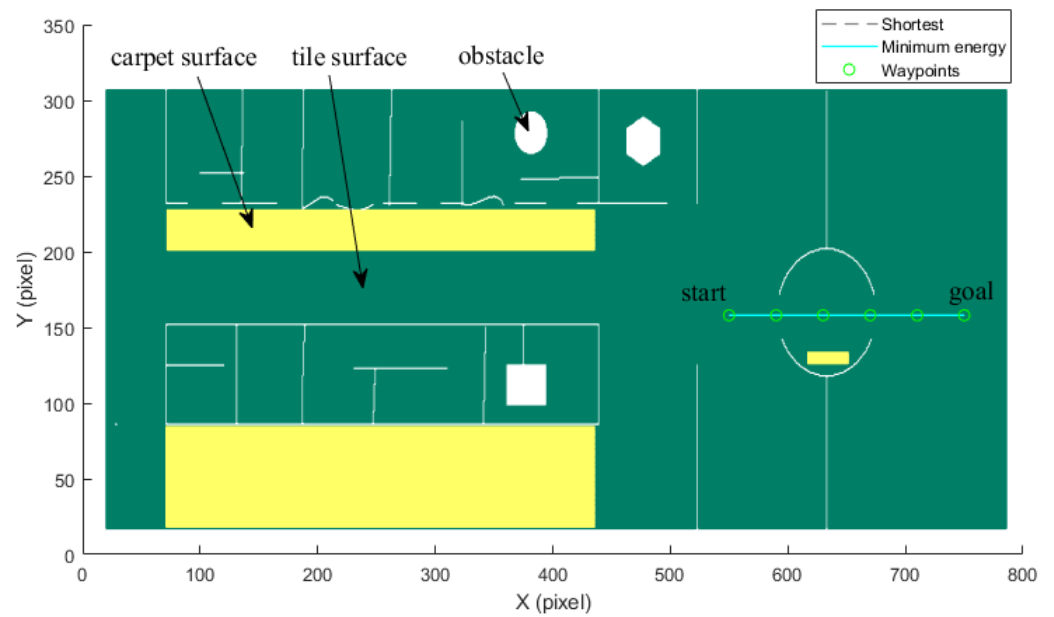 350
300
250
200
150
100
50
0
0 100 200 300 400 500 600 700 800
Y (pixel)
X (pixel)
Shortest
Minimum energy
Waypoints
carpet surface
tile surface
obstacle
start
goal